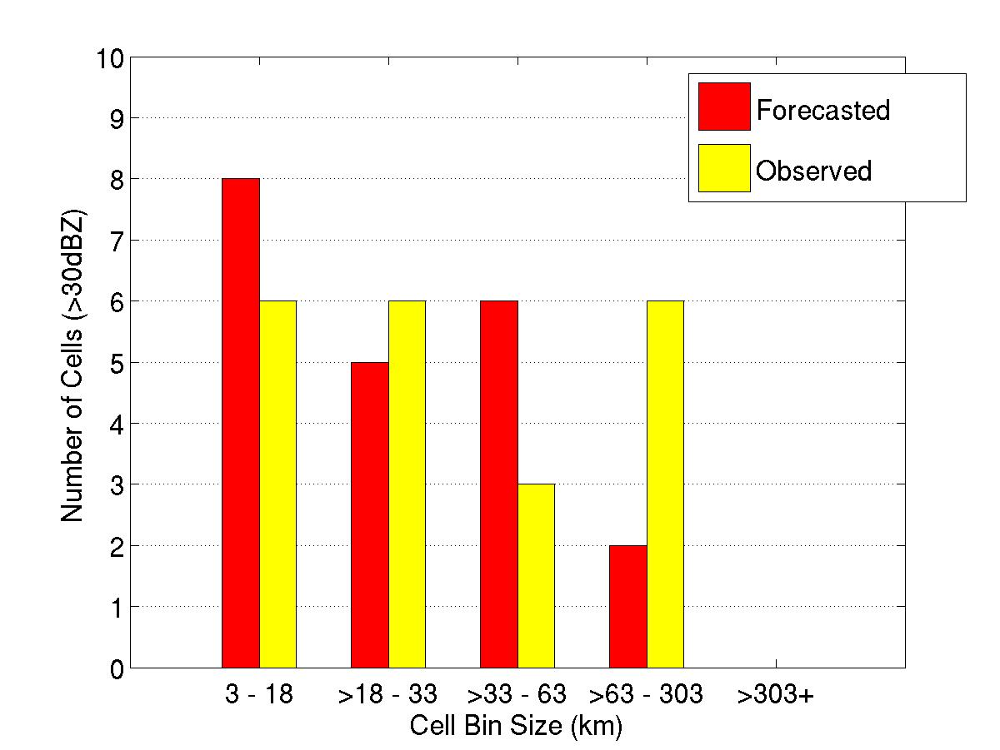 10
9
8
7
6
5
4
3
2
1
0
Number of Cells (>30dBZ)
Forecasted
Observed
3 - 18 >18 - 33 >33 - 63 >63 - 303 >303+
Cell Bin Size (km)